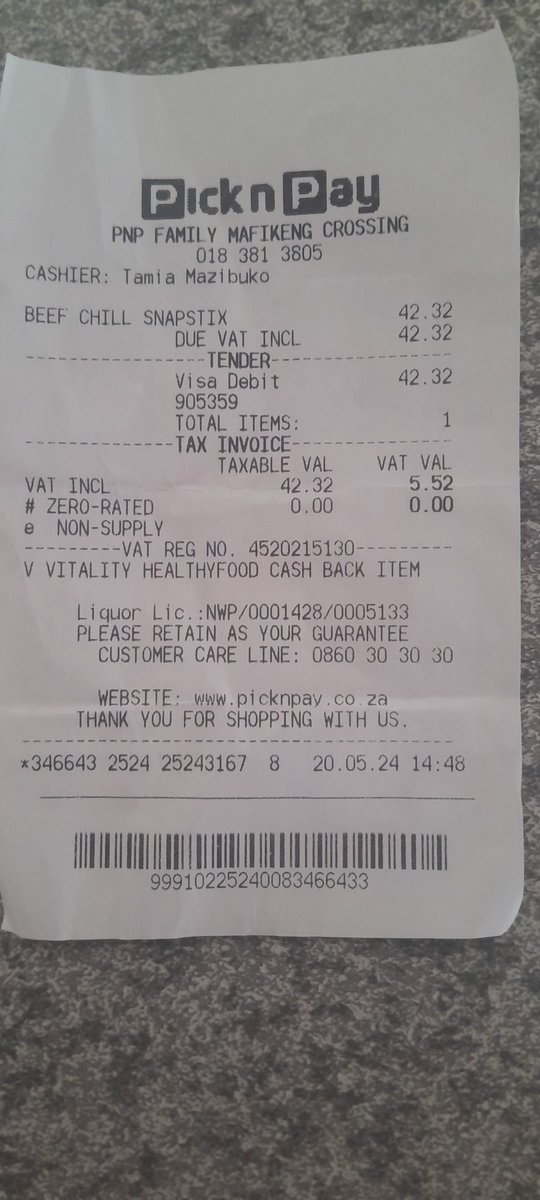 Pick n Pay
PNP FAMILY MAFIKENG CROSSING
018 381 3805
CASHIER: Tamia Mazibuko
BEEF CHILL SNAPSTIX 42.32
DUE VAT INCL 42.32
------------------TENDER------------------
Visa Debit 42.32
905359
TOTAL ITEMS: 1
---------------TAX INVOICE----------------
TAXABLE VAL VAT VAL
VAT INCL 42.32 5.52
# ZERO-RATED 0.00 0.00
e NON-SUPPLY
---------VAT REG NO. 4520215130---------
V VITALITY HEALTHYFOOD CASH BACK ITEM
Liquor Lic.:NWP/0001428/0005133
PLEASE RETAIN AS YOUR GUARANTEE
CUSTOMER CARE LINE: 0860 30 30 30
WEBSITE: www.picknpay.co.za
THANK YOU FOR SHOPPING WITH US.
*346643 2524 25243167 8 20.05.24 14:48
99910225240083466433